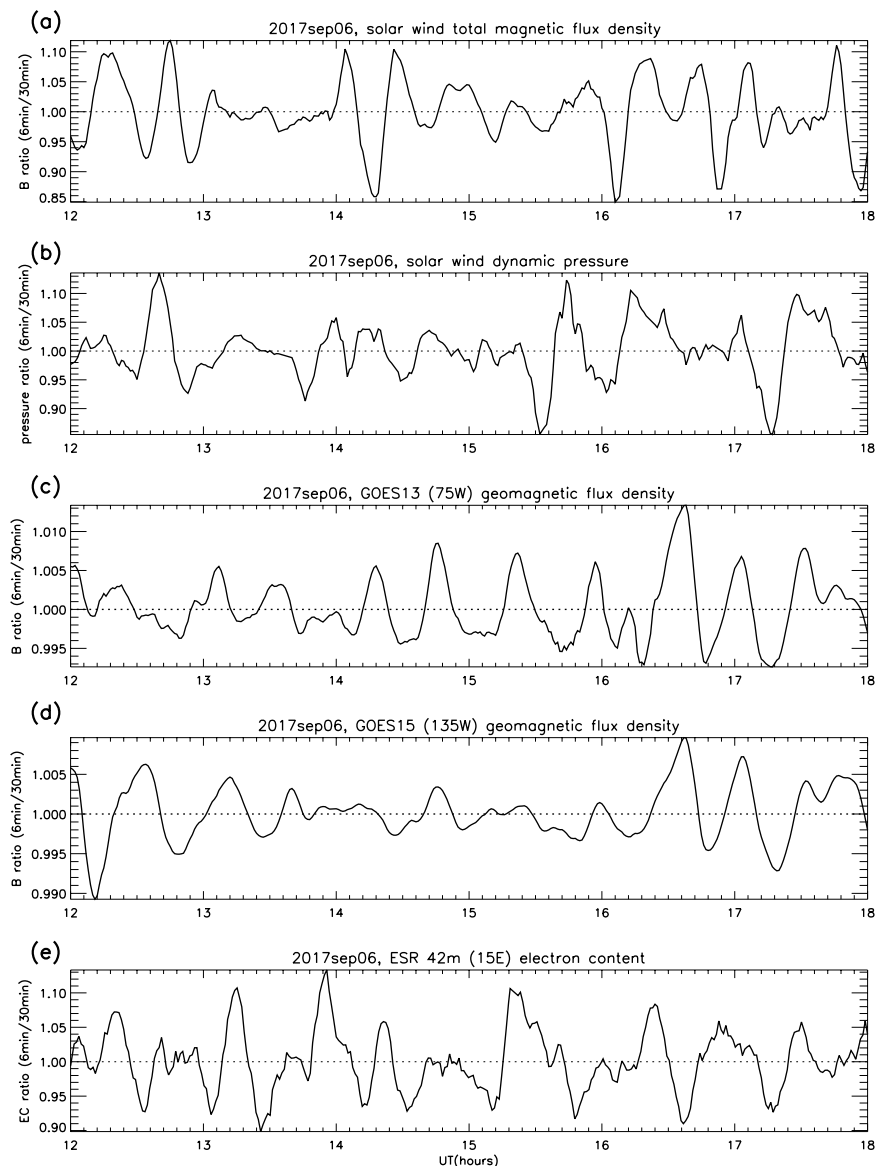 (a)
2017sep06, solar wind total magnetic flux density
B ratio (6min/30min)
1.10
1.05
1.00
0.95
0.90
0.85
12 13 14 15 16 17 18
(b)
2017sep06, solar wind dynamic pressure
pressure ratio (6min/30min)
1.10
1.05
1.00
0.95
0.90
12 13 14 15 16 17 18
(c)
2017sep06, GOES13 (75W) geomagnetic flux density
B ratio (6min/30min)
1.010
1.005
1.000
0.995
12 13 14 15 16 17 18
(d)
2017sep06, GOES15 (135W) geomagnetic flux density
B ratio (6min/30min)
1.005
1.000
0.995
0.990
12 13 14 15 16 17 18
(e)
2017sep06, ESR 42m (15E) electron content
EC ratio (6min/30min)
1.10
1.05
1.00
0.95
0.90
12 13 14 15 16 17 18
UT(hours)